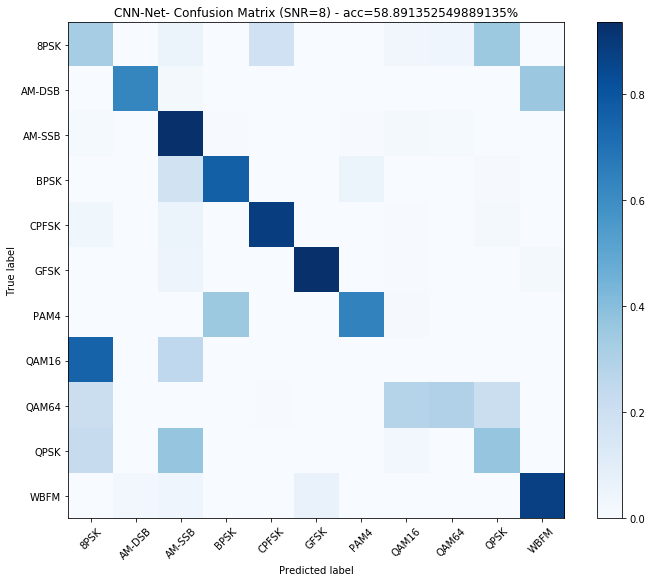 CNN-Net- Confusion Matrix (SNR=8) - acc=58.891352549889135%
True label
8PSK
AM-DSB
AM-SSB
BPSK
CPFSK
GFSK
PAM4
QAM16
QAM64
QPSK
WBFM
8PSK
AM-DSB
AM-SSB
BPSK
CPFSK
GFSK
PAM4
QAM16
QAM64
QPSK
WBFM
Predicted label
0.8
0.6
0.4
0.2
0.0